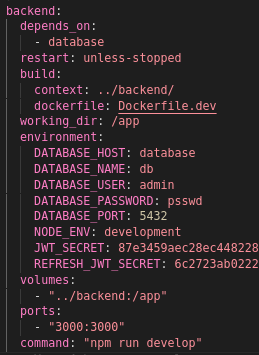 backend:
depends_on:
- database
restart: unless-stopped
build:
context: ../backend/
dockerfile: Dockerfile.dev
working_dir: /app
environment:
DATABASE_HOST: database
DATABASE_NAME: db
DATABASE_USER: admin
DATABASE_PASSWORD: psswd
DATABASE_PORT: 5432
NODE_ENV: development
JWT_SECRET: 87e3459aec28ec448228
REFRESH_JWT_SECRET: 6c2723ab0222
volumes:
- "../backend:/app"
ports:
- "3000:3000"
command: "npm run develop"